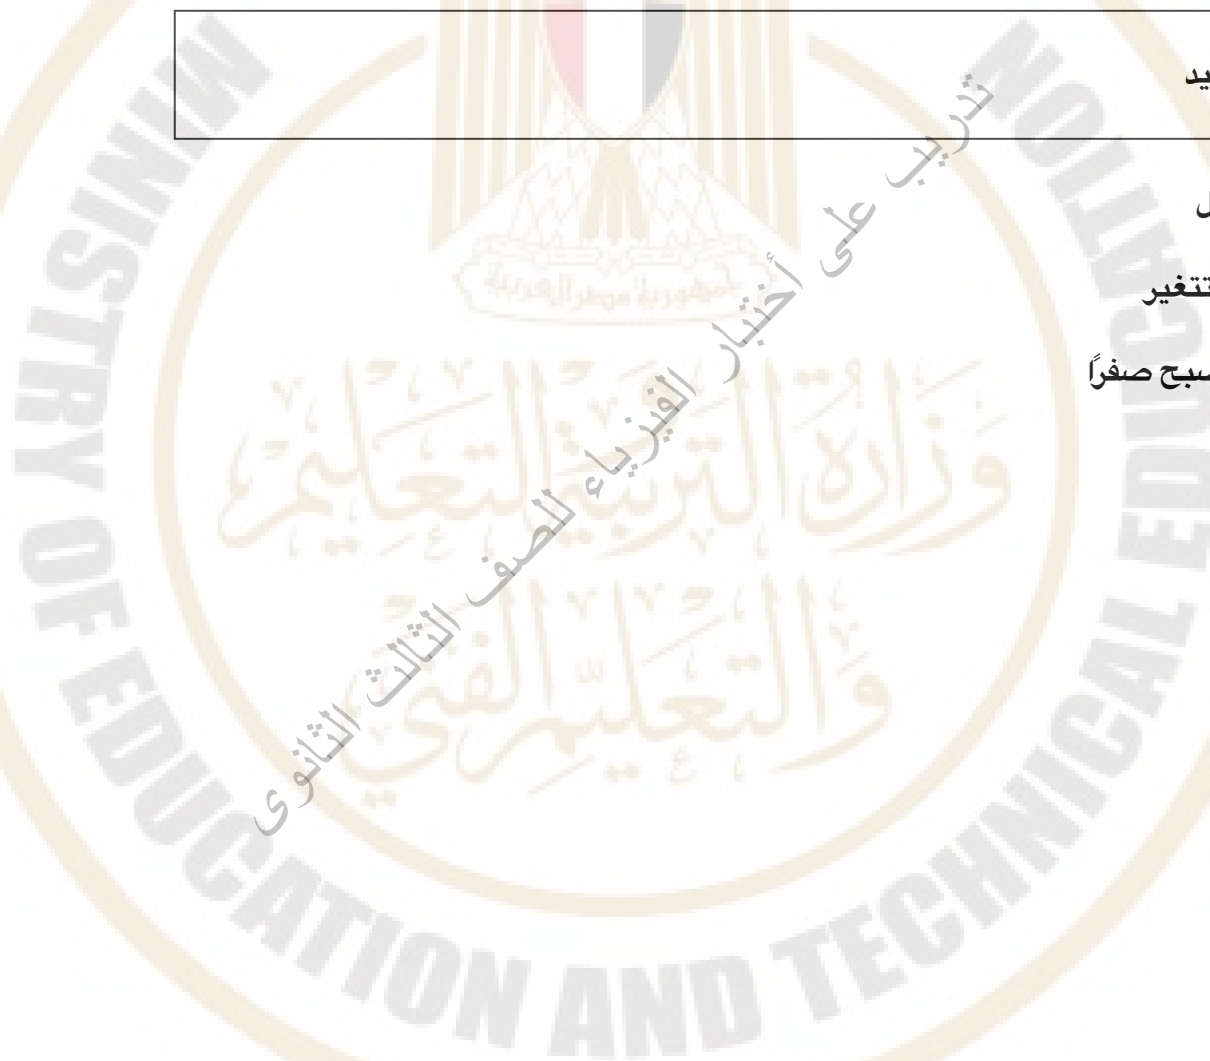 يد
ل
تتغير
سبح صفرًا
تدريب على أختبار الفيزياء للصف الثالث الثانوى
جمهورية مصر العربية
وزارة التربية والتعليم
والتعليم الفني
MINISTRY OF EDUCATION AND TECHNICAL EDUCATION